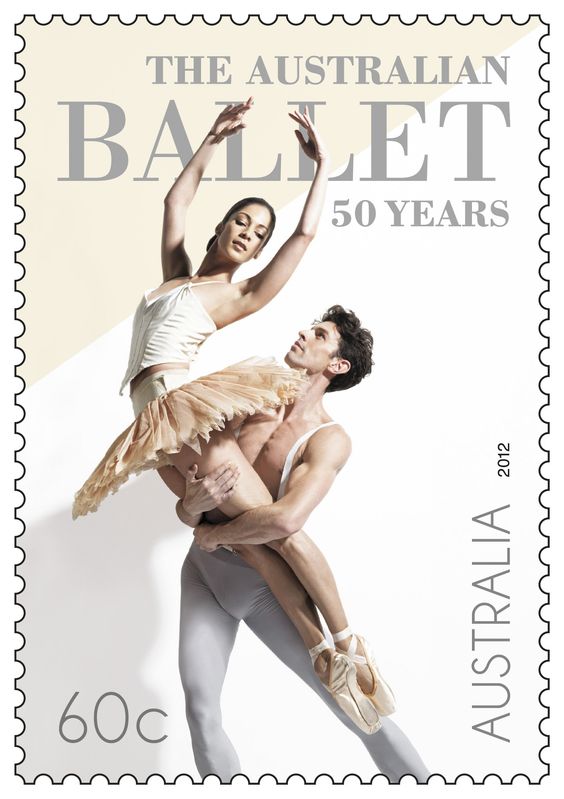 THE AUSTRALIAN
BALLET
50 YEARS
2012
AUSTRALIA
60c